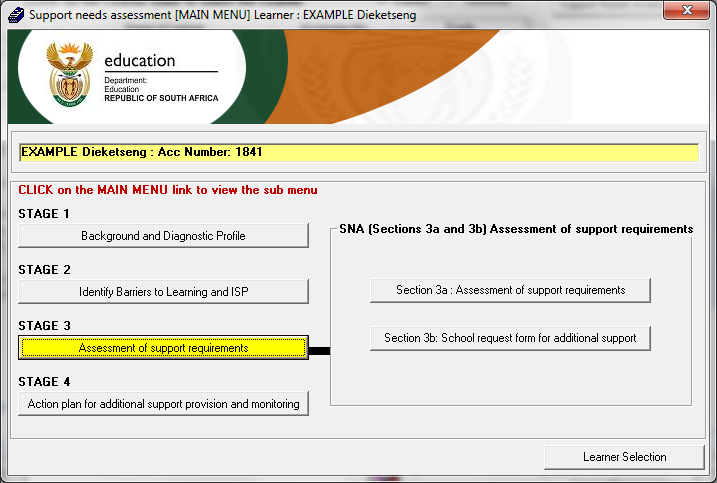 Support needs assessment [MAIN MENU] Learner : EXAMPLE Dieketseng
education
Department:
Education
REPUBLIC OF SOUTH AFRICA
EXAMPLE Dieketseng : Acc Number: 1841
CLICK on the MAIN MENU link to view the sub menu
STAGE 1
Background and Diagnostic Profile
STAGE 2
Identify Barriers to Learning and ISP
STAGE 3
Assessment of support requirements
STAGE 4
Action plan for additional support provision and monitoring
SNA (Sections 3a and 3b) Assessment of support requirements
Section 3a : Assessment of support requirements
Section 3b: School request form for additional support
Learner Selection